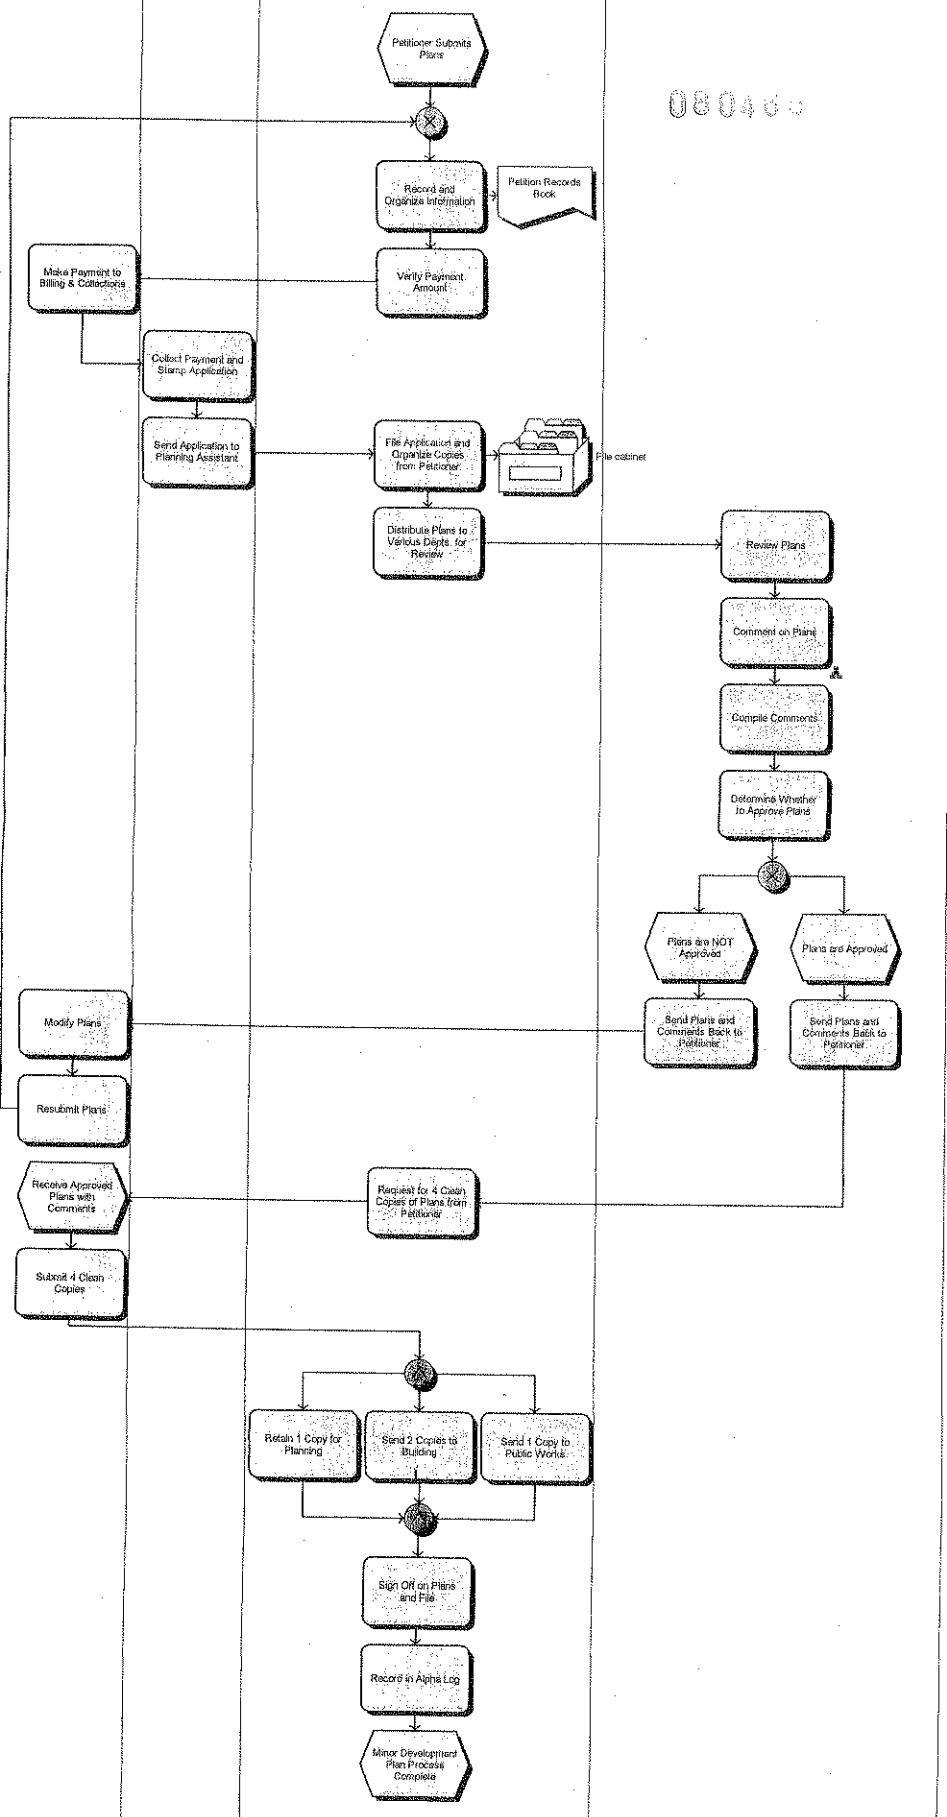 Petitioner Submits
Plans
Record and
Organize Information
Petition Records
Book
Make Payment to
Billing & Collections
Verify Payment
Amount
Collect Payment and
Stamp Application
Send Application to
Planning Assistant
File Application and
Organize Copies
from Petitioner
File cabinet
Distribute Plans to
Various Depts. for
Review
Review Plans
Comment on Plans
Compile Comments
Determine Whether
to Approve Plans
Plans are NOT
Approved
Plans are Approved
Modify Plans
Send Plans and
Comments Back to
Petitioner
Send Plans and
Comments Back to
Petitioner
Resubmit Plans
Receive Approved
Plans with
Comments
Request for 4 Clean
Copies of Plans from
Petitioner
Submit 4 Clean
Copies
Retain 1 Copy for
Planning
Send 2 Copies to
Building
Send 1 Copy to
Public Works
Sign Off on Plans
and File
Record in Alpha Log
Minor Development
Plan Process
Complete